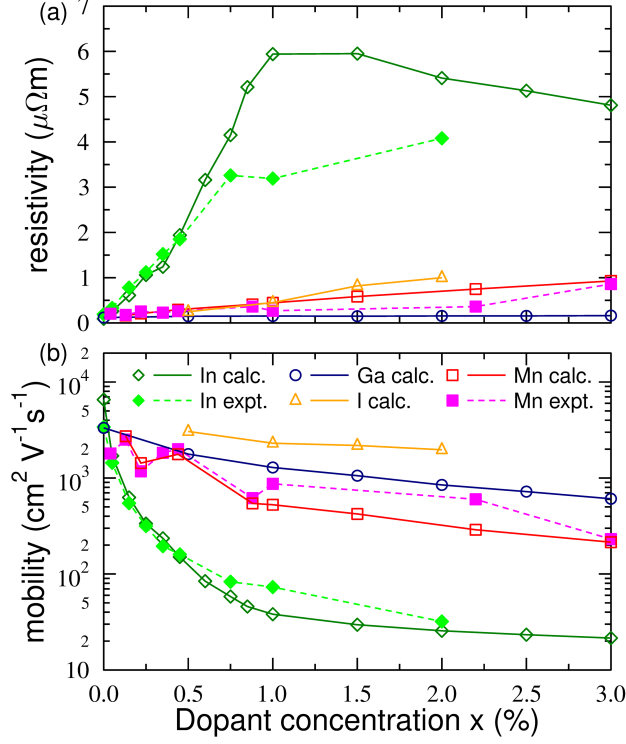 (a)
7
6
5
4
3
2
1
0
resistivity (μΩm)
(b)
2
10⁴
5
2
10³
5
2
10²
5
2
10
mobility (cm² V⁻¹s⁻¹)
In calc. Ga calc. Mn calc.
In expt. I calc. Mn expt.
0.0 0.5 1.0 1.5 2.0 2.5 3.0
Dopant concentration x (%)